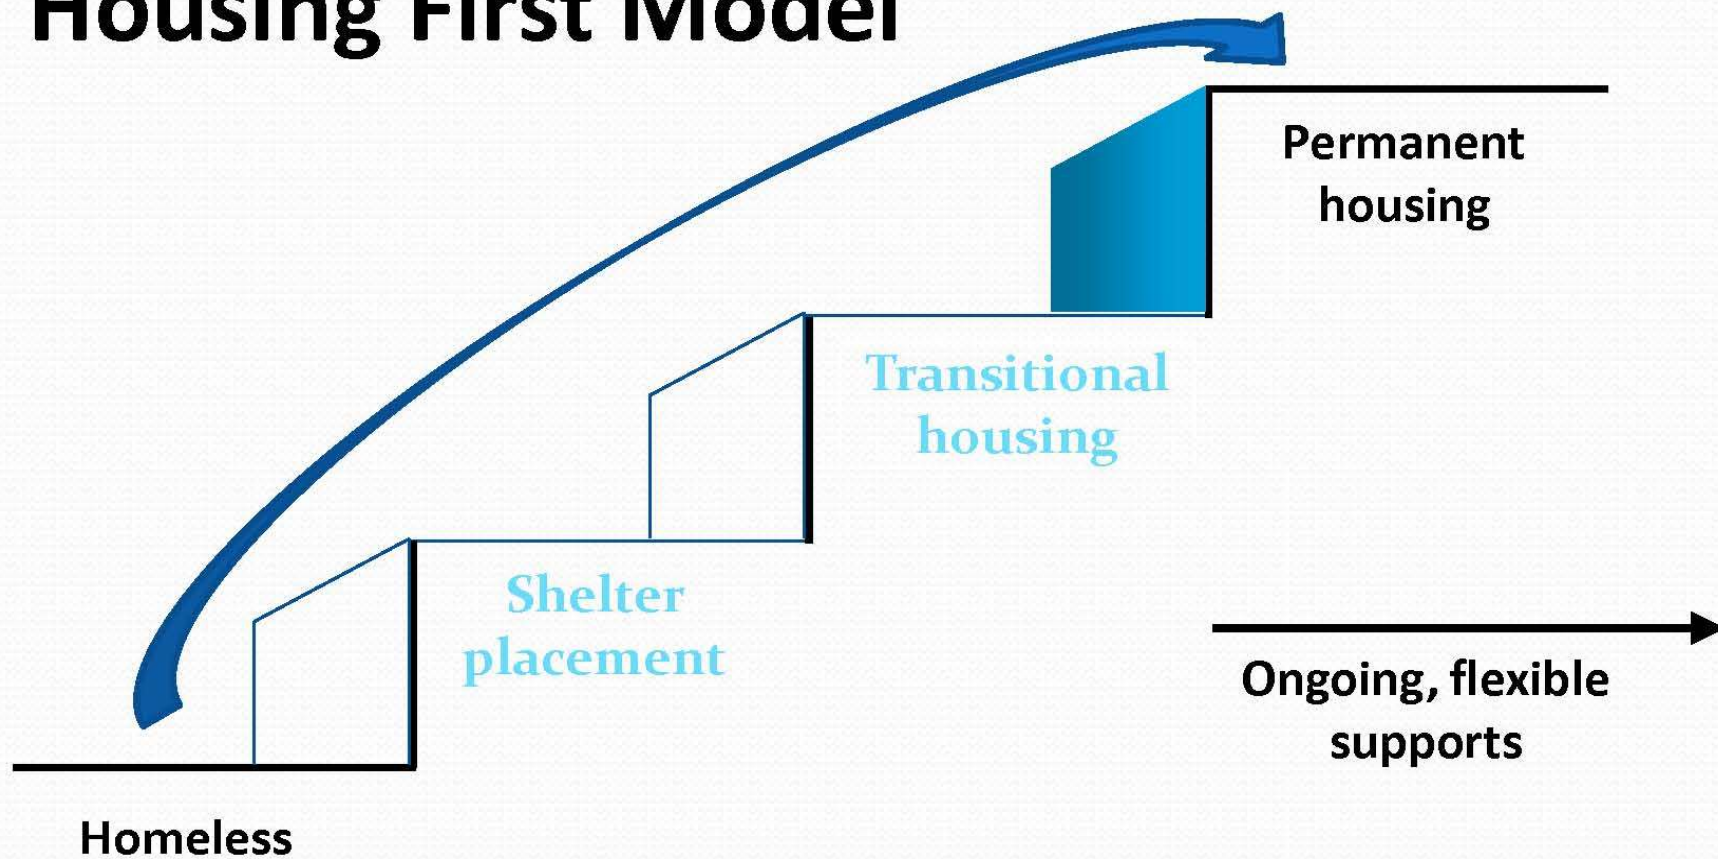 Housing First Model
Permanent
housing
Transitional
housing
Shelter
placement
Ongoing, flexible
supports
Homeless